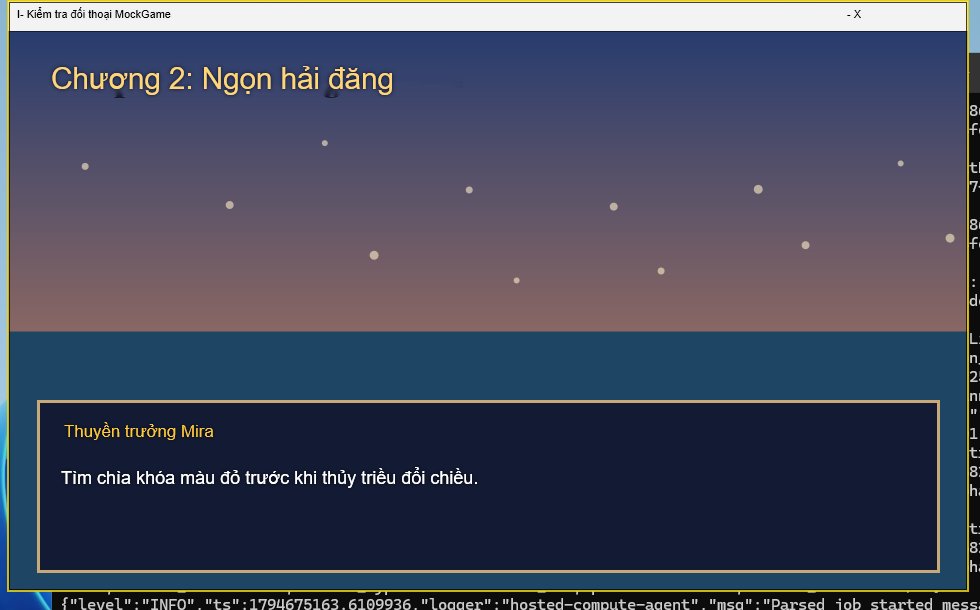 I- Kiểm tra đối thoại MockGame
- X
Chương 2: Ngọn hải đăng
Thuyền trưởng Mira
Tìm chìa khóa màu đỏ trước khi thủy triều đổi chiều.
{"level":"INFO","ts":1794675163.6109936,"logger":"hosted-compute-agent","msg":"Parsed job started